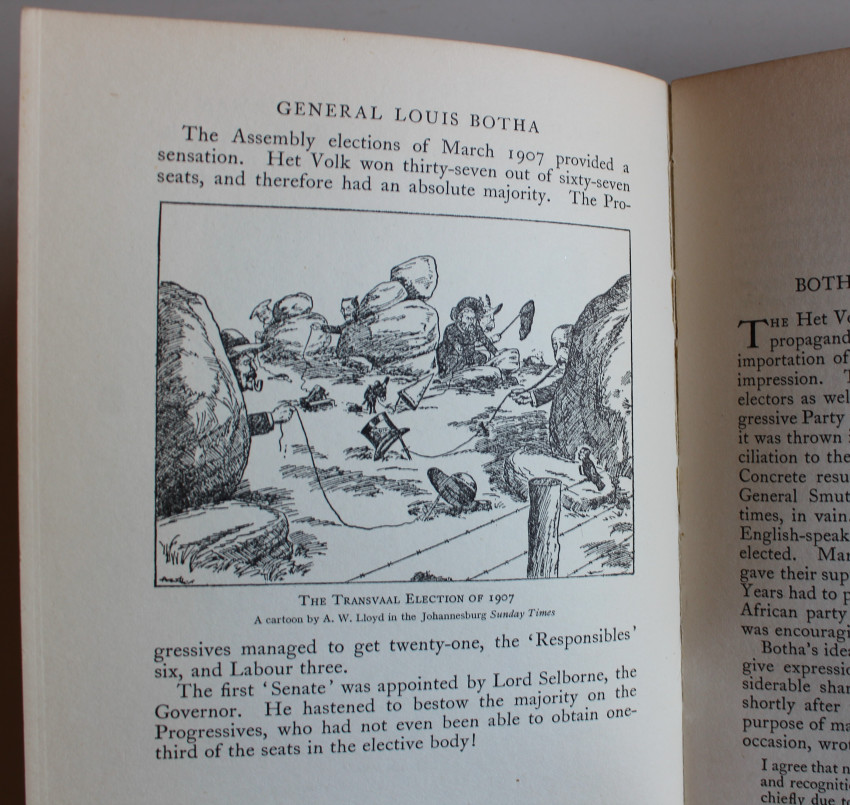 GENERAL LOUIS BOTHA
The Assembly elections of March 1907 provided a
sensation. Het Volk won thirty-seven out of sixty-seven
seats, and therefore had an absolute majority. The Pro-
The Transvaal Election of 1907
A cartoon by A. W. Lloyd in the Johannesburg Sunday Times
gressives managed to get twenty-one, the 'Responsibles'
six, and Labour three.
The first 'Senate' was appointed by Lord Selborne, the
Governor. He hastened to bestow the majority on the
Progressives, who had not even been able to obtain one-
third of the seats in the elective body!
BOTH
The Het Vo
propagand
importation of
impression. T
electors as wel
gressive Party
it was thrown i
ciliation to the
Concrete resu
General Smut
times, in vain.
English-speak
elected. Mar
gave their sup
Years had to p
African party
was encouragi
Botha's idea
give expressio
siderable shar
shortly after
purpose of ma
occasion, wrot
I agree that n
and recogniti
chiefly due to